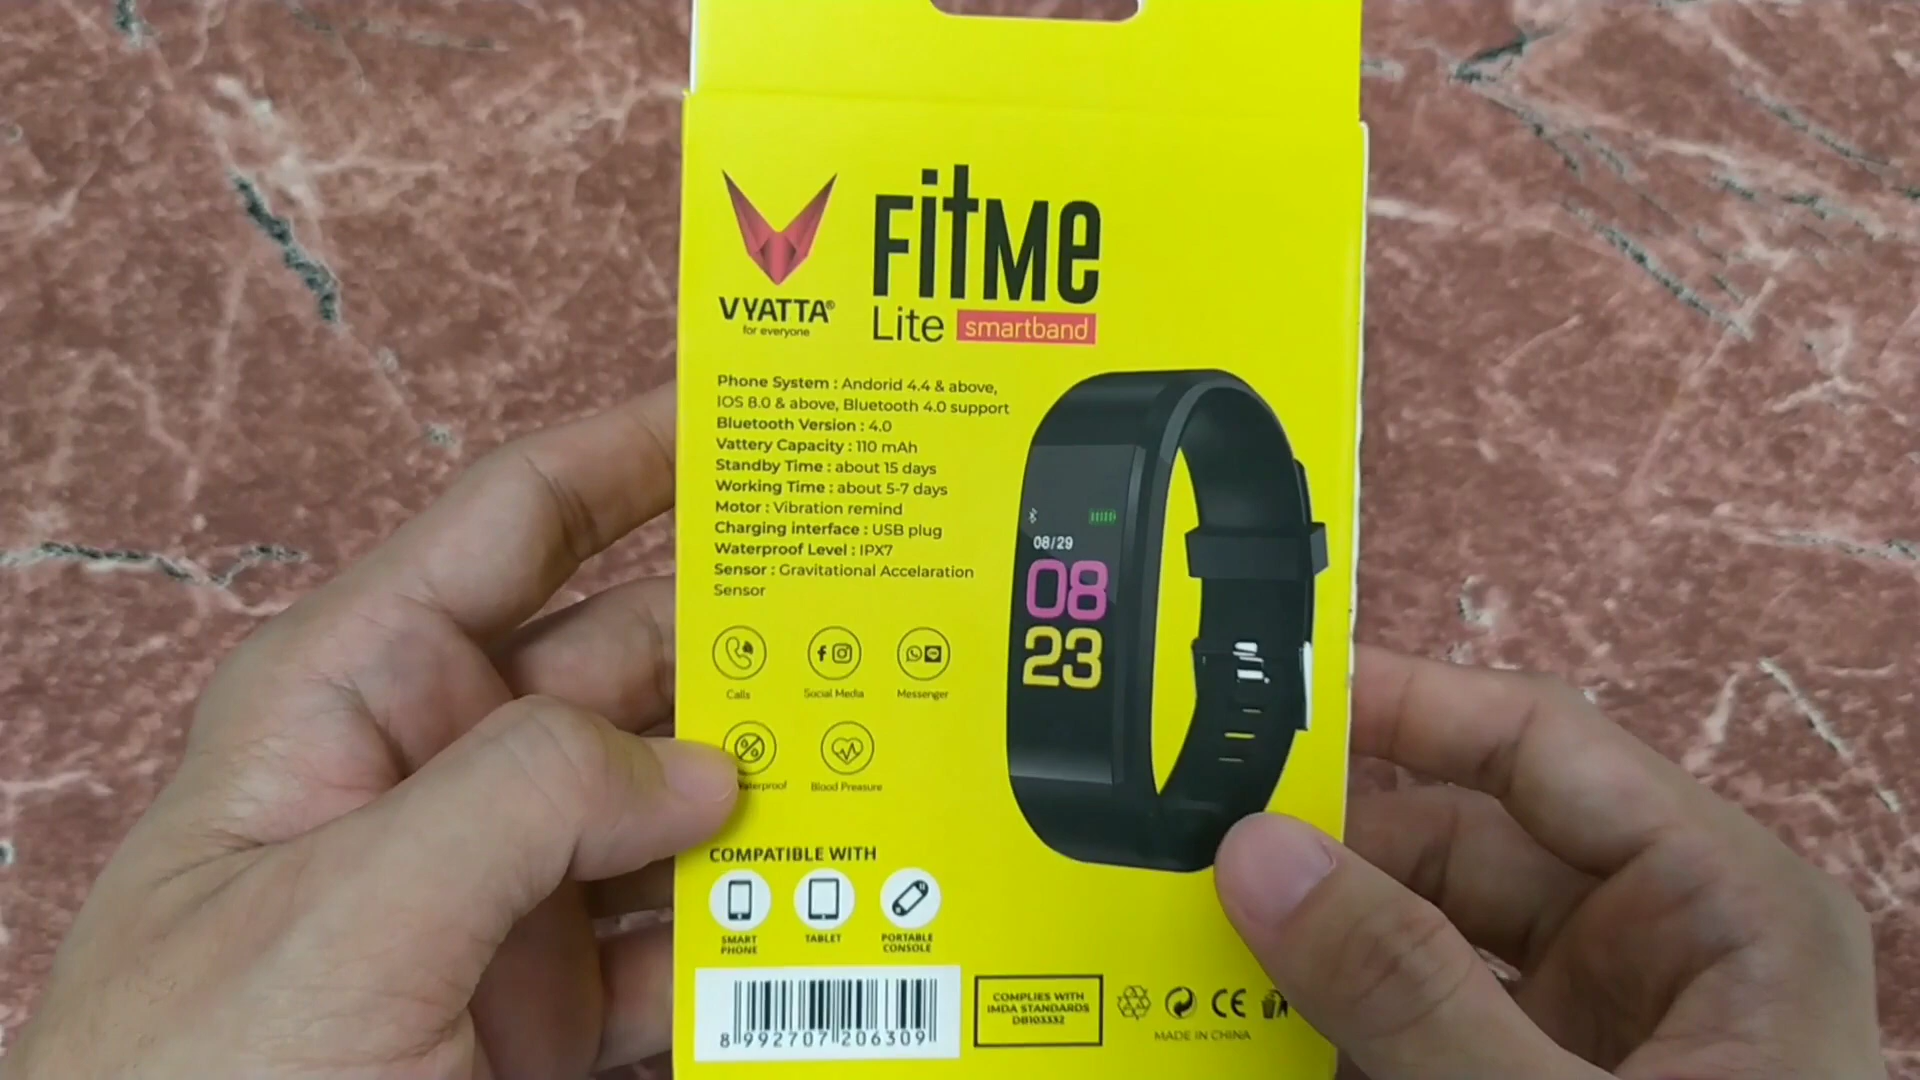 VYATTA®
for everyone
FitMe
Lite smartband
Phone System : Andorid 4.4 & above,
IOS 8.0 & above, Bluetooth 4.0 support
Bluetooth Version : 4.0
Vattery Capacity : 110 mAh
Standby Time : about 15 days
Working Time : about 5-7 days
Motor : Vibration remind
Charging interface : USB plug
Waterproof Level : IPX7
Sensor : Gravitational Accelaration
Sensor
08/29
08
23
Calls
Social Media
Messenger
Blood Preasure
COMPATIBLE WITH
SMART
PHONE
TABLET
PORTABLE
CONSOLE
8 992707 206309
COMPLIES WITH
IMDA STANDARDS
DB103332
CE
MADE IN CHINA